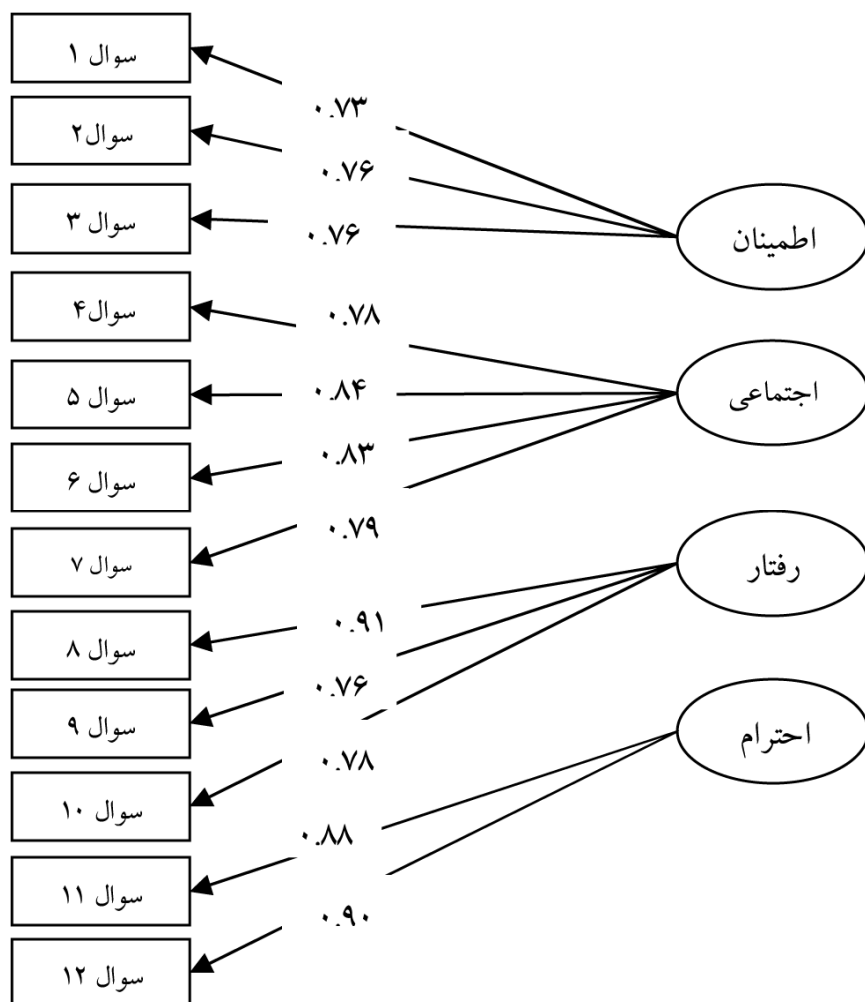 سوال ۱
سوال۲
سوال ۳
سوال۴
سوال ۵
سوال ۶
سوال ۷
سوال ۸
سوال ۹
سوال ۱۰
سوال ۱۱
سوال ۱۲
۰.۷۳
۰.۷۶
۰.۷۶
۰.۷۸
۰.۸۴
۰.۸۳
۰.۷۹
۰.۹۱
۰.۷۶
۰.۷۸
۰.۸۸
۰.۹۰
اطمینان
اجتماعی
رفتار
احترام